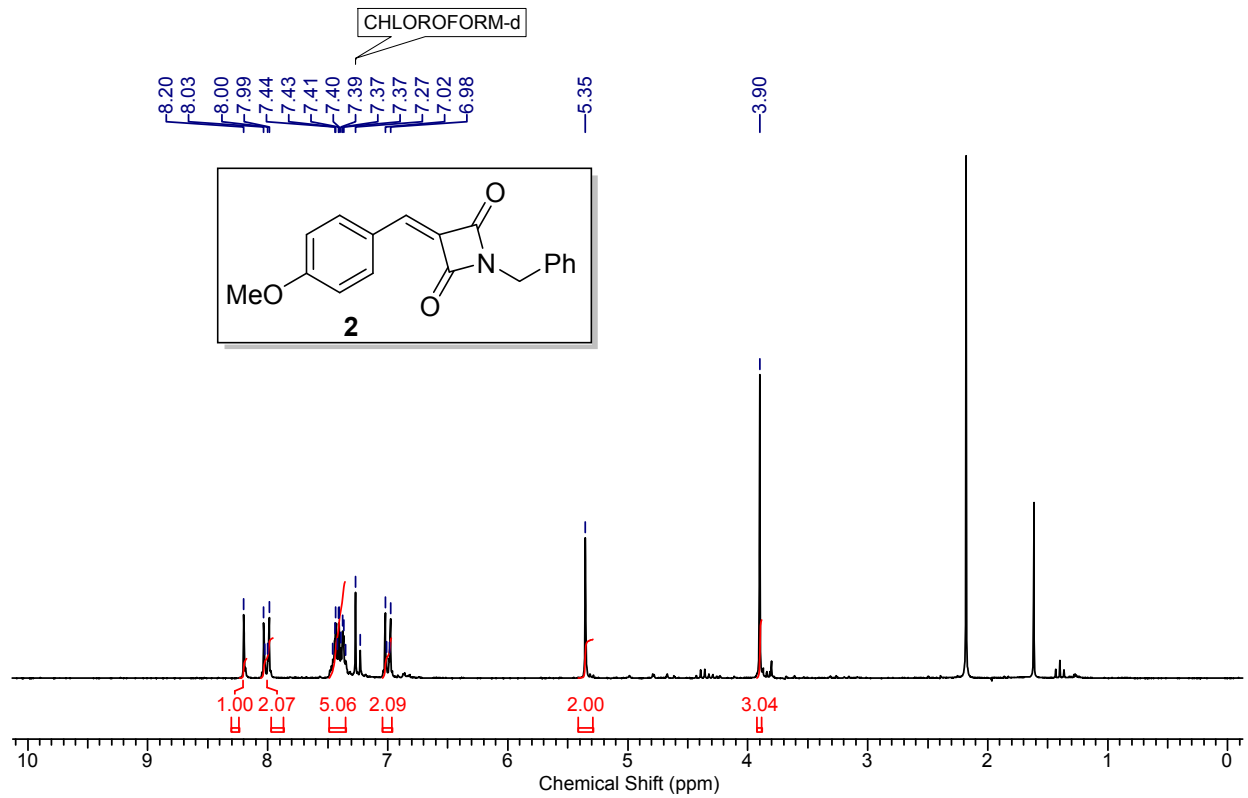 CHLOROFORM-d
8.20 8.03 8.00 7.99 7.44 7.43 7.41 7.40 7.39 7.37 7.37 7.27 7.02 6.98 5.35 3.90
O
N
Ph
MeO
O
2
1.00 2.07 5.06 2.09 2.00 3.04
10 9 8 7 6 5 4 3 2 1 0
Chemical Shift (ppm)